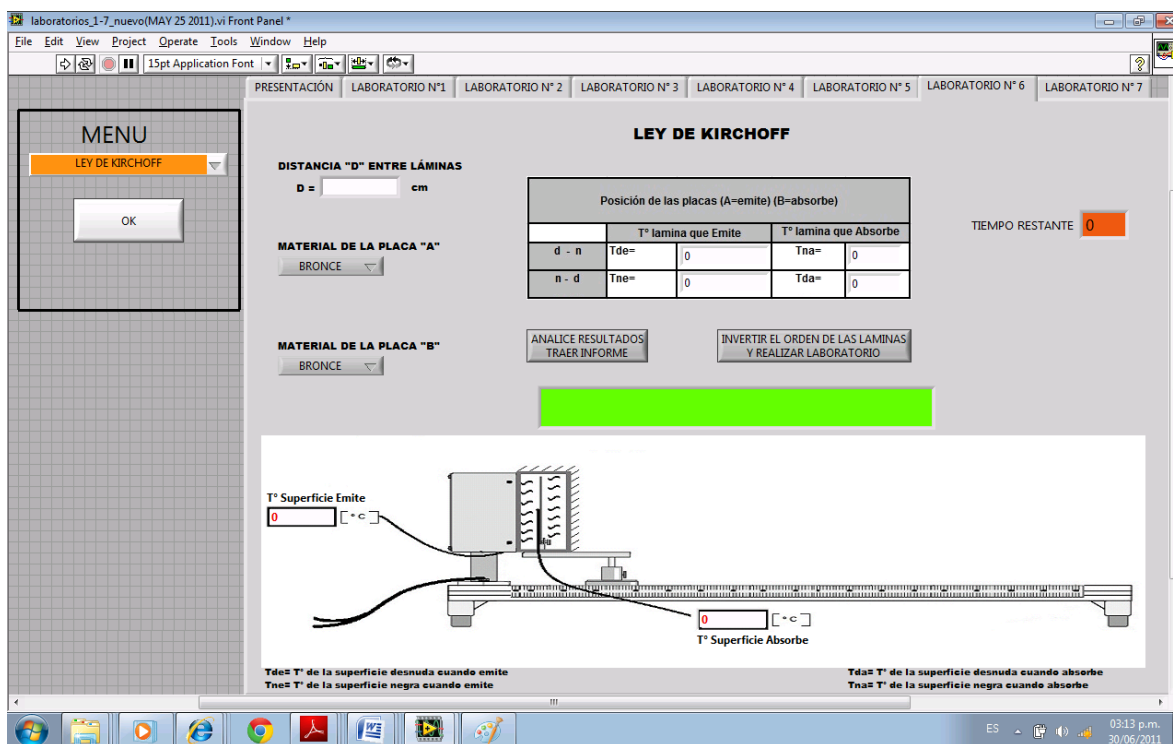 laboratorios_1-7_nuevo(MAY 25 2011).vi Front Panel *
File Edit View Project Operate Tools Window Help
15pt Application Font
PRESENTACIÓN LABORATORIO N°1 LABORATORIO N° 2 LABORATORIO N° 3 LABORATORIO N° 4 LABORATORIO N° 5 LABORATORIO N° 6 LABORATORIO N° 7
MENU
LEY DE KIRCHOFF
OK
LEY DE KIRCHOFF
DISTANCIA "D" ENTRE LÁMINAS
D = cm
MATERIAL DE LA PLACA "A"
BRONCE
MATERIAL DE LA PLACA "B"
BRONCE
Posición de las placas (A=emite) (B=absorbe)
T° lamina que Emite T° lamina que Absorbe
d - n Tde= 0 Tna= 0
n - d Tne= 0 Tda= 0
TIEMPO RESTANTE 0
ANALICE RESULTADOS
TRAER INFORME
INVERTIR EL ORDEN DE LAS LAMINAS
Y REALIZAR LABORATORIO
T° Superficie Emite
0 [°C]
0 [°C]
T° Superficie Absorbe
Tde= T° de la superficie desnuda cuando emite
Tne= T° de la superficie negra cuando emite
Tda= T° de la superficie desnuda cuando absorbe
Tna= T° de la superficie negra cuando absorbe
ES
03:13 p.m.
30/06/2011